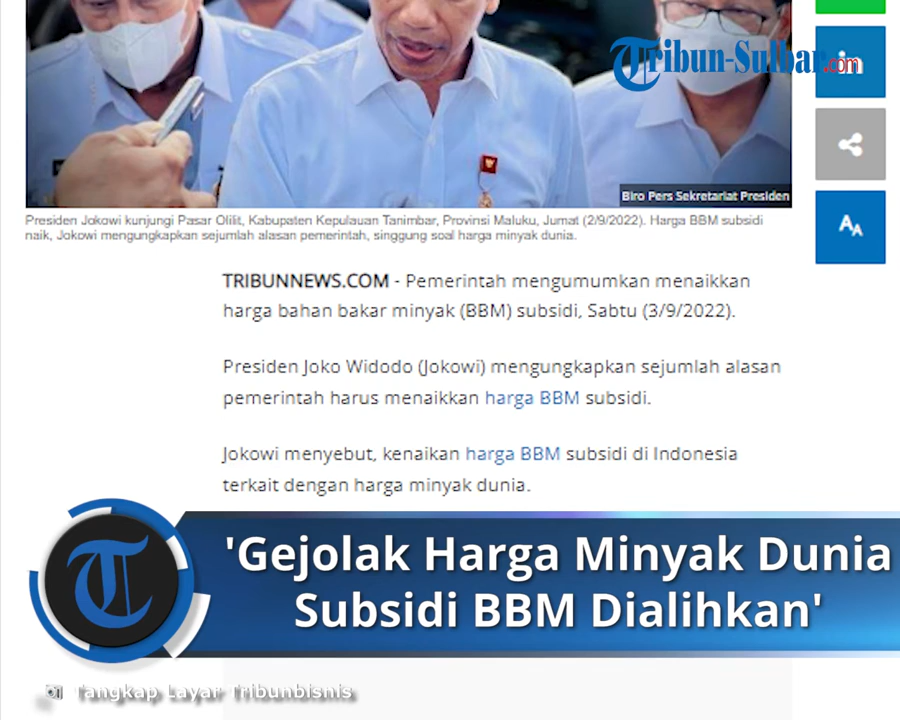 Tribun-Sulbar.com
Biro Pers Sekretariat Presiden
Presiden Jokowi kunjungi Pasar Olilit, Kabupaten Kepulauan Tanimbar, Provinsi Maluku, Jumat (2/9/2022). Harga BBM subsidi
naik, Jokowi mengungkapkan sejumlah alasan pemerintah, singgung soal harga minyak dunia.
AA
TRIBUNNEWS.COM - Pemerintah mengumumkan menaikkan
harga bahan bakar minyak (BBM) subsidi, Sabtu (3/9/2022).
Presiden Joko Widodo (Jokowi) mengungkapkan sejumlah alasan
pemerintah harus menaikkan harga BBM subsidi.
Jokowi menyebut, kenaikan harga BBM subsidi di Indonesia
terkait dengan harga minyak dunia.
T
'Gejolak Harga Minyak Dunia
Subsidi BBM Dialihkan'
Tangkap Layar Tribunbisnis